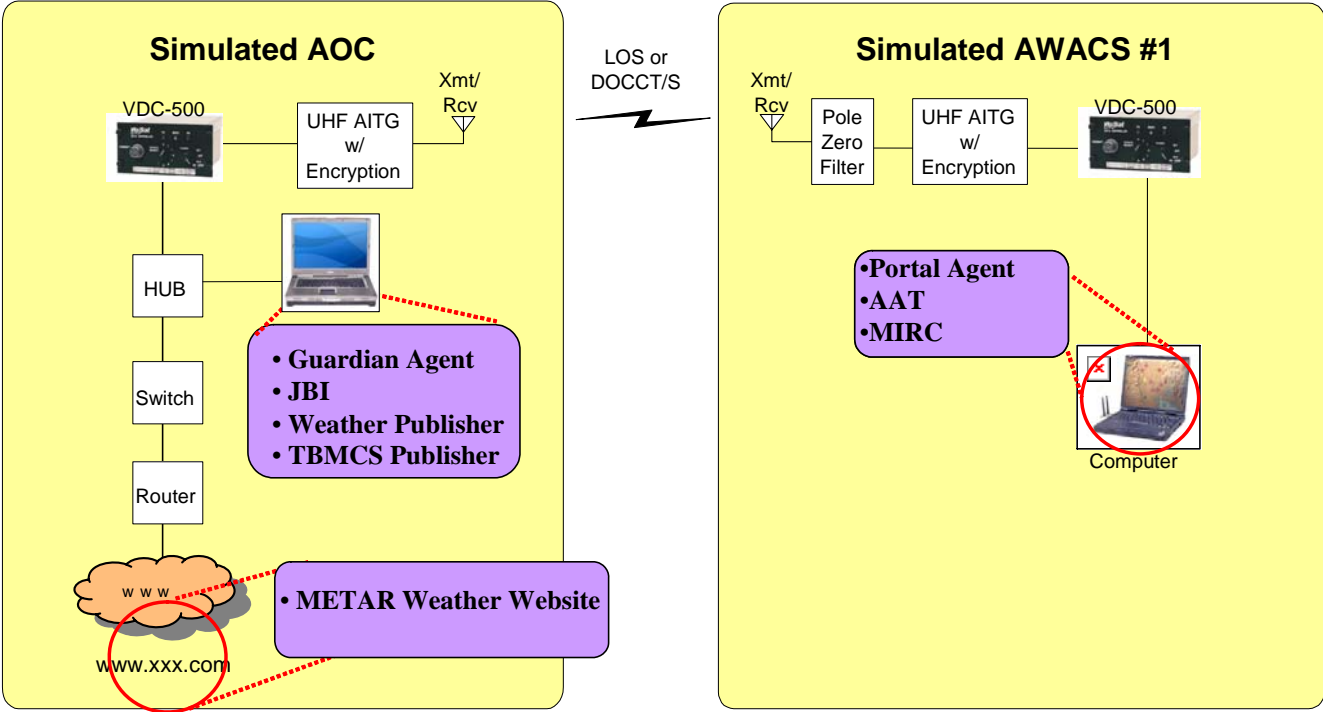 Simulated AOC
VDC-500
UHF AITG
w/
Encryption
Xmt/
Rcv
HUB
• Guardian Agent
• JBI
• Weather Publisher
• TBMCS Publisher
Switch
Router
w w w
• METAR Weather Website
www.xxx.com
LOS or
DOCCT/S
Simulated AWACS #1
Xmt/
Rcv
Pole
Zero
Filter
UHF AITG
w/
Encryption
VDC-500
•Portal Agent
•AAT
•MIRC
Computer